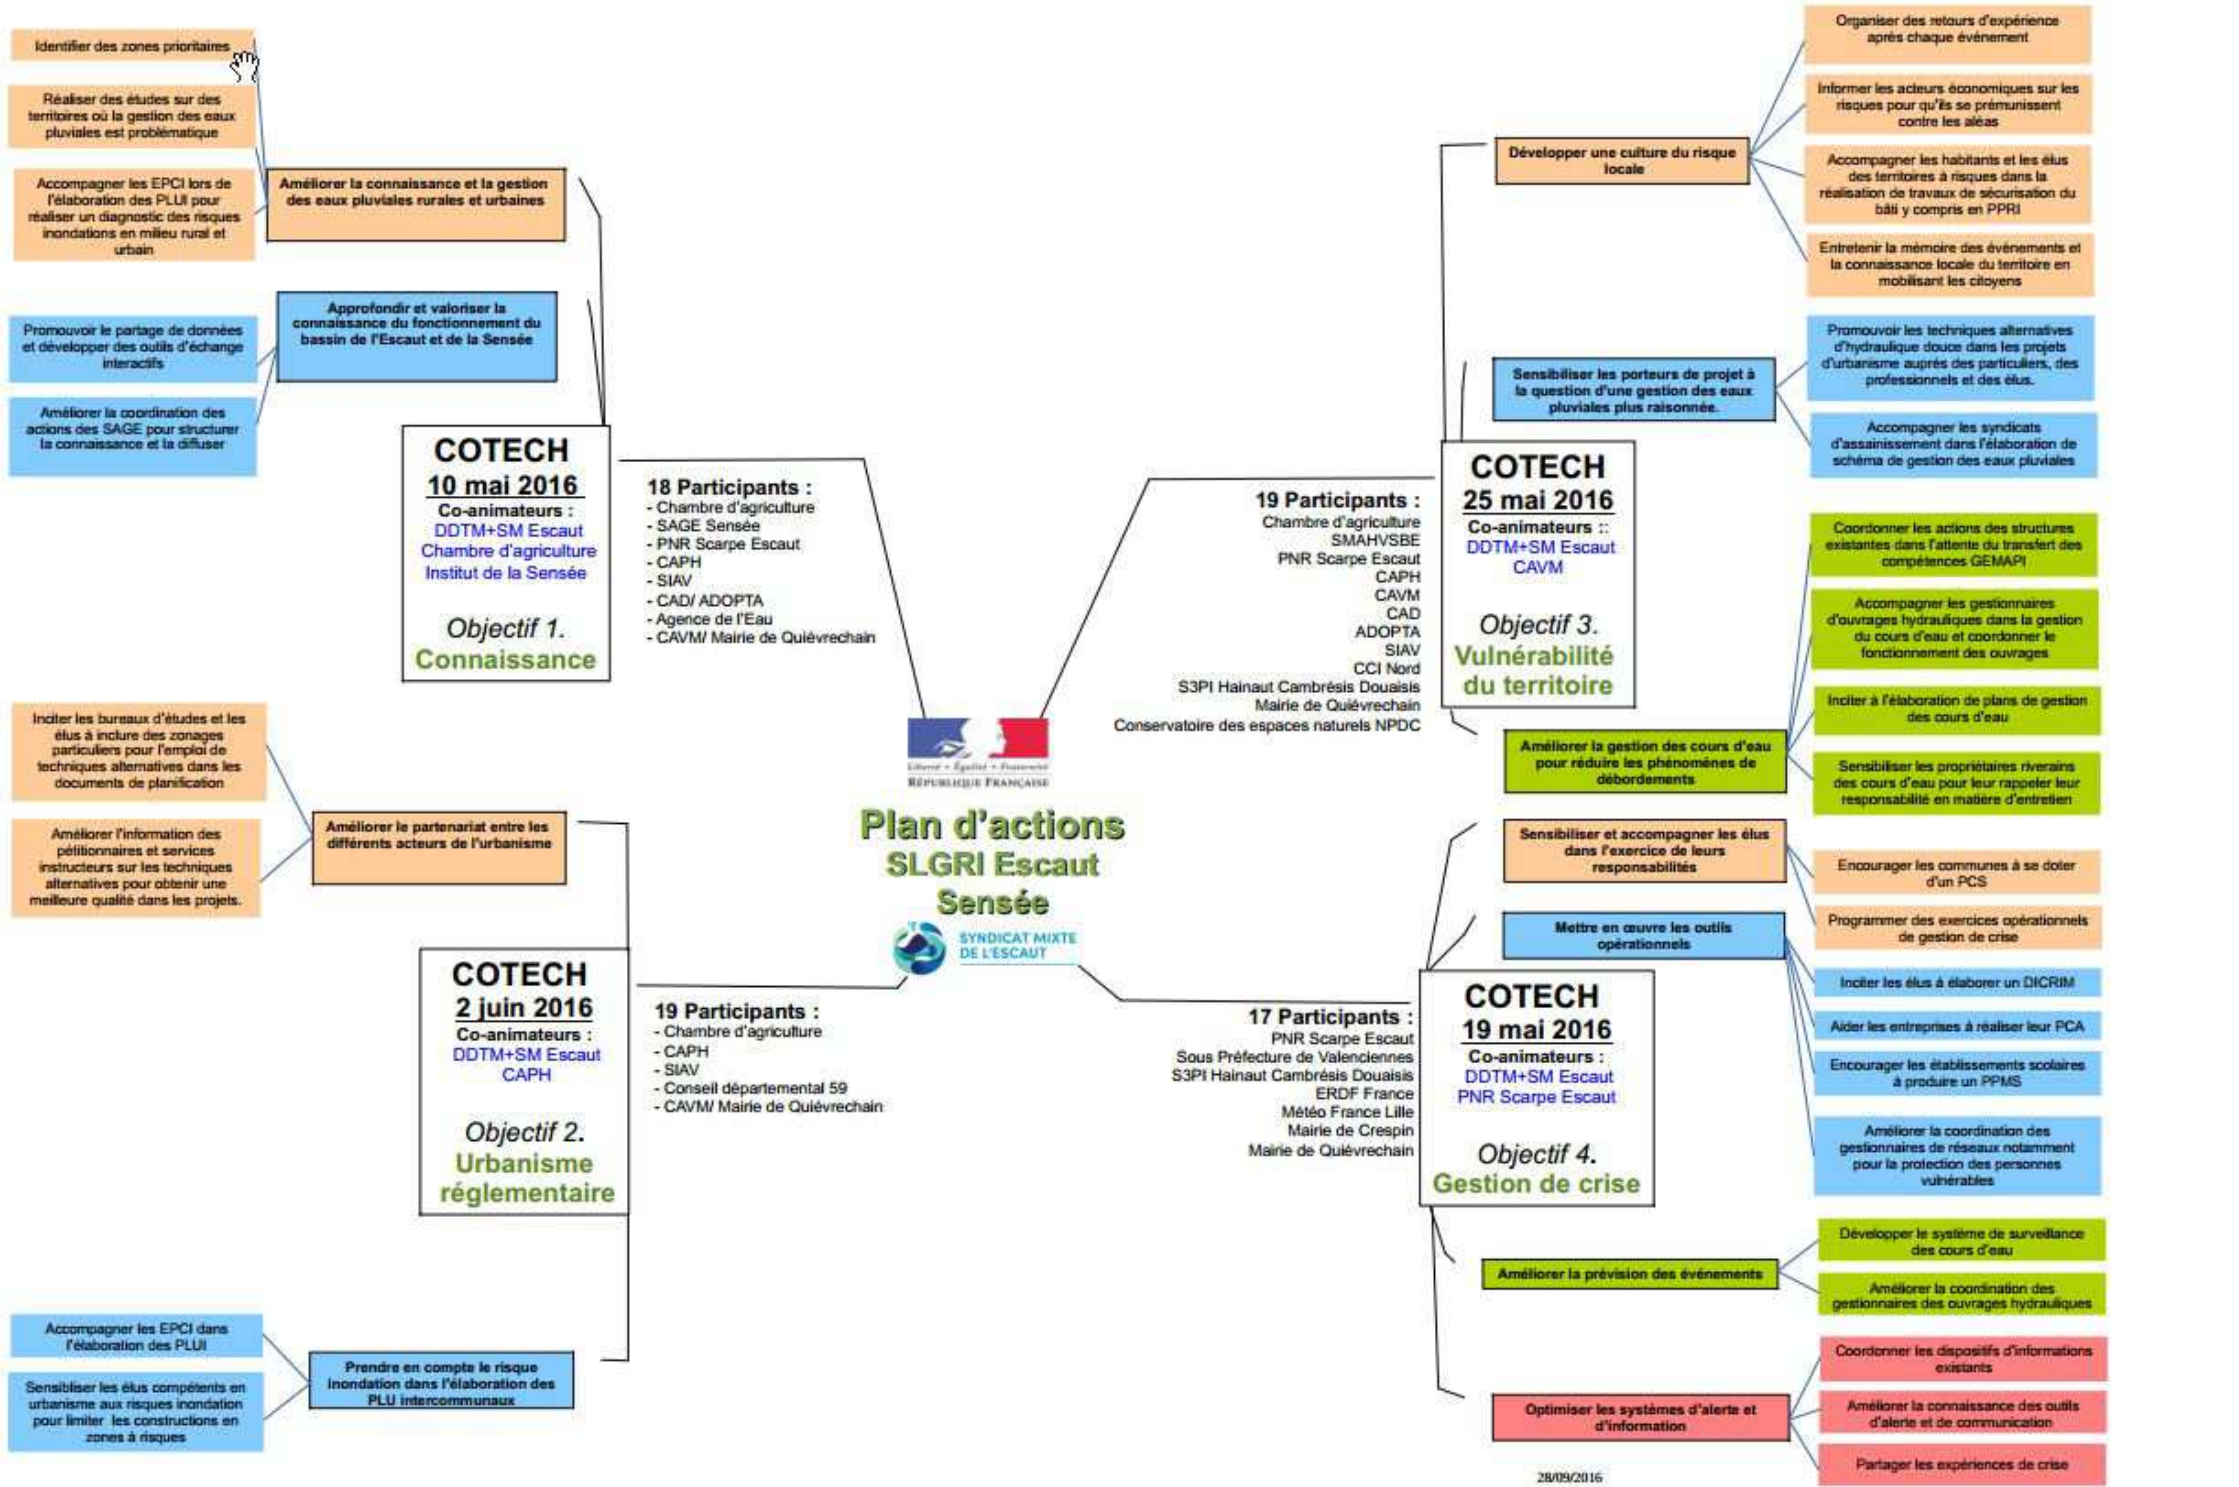 Identifier des zones prioritaires
Réaliser des études sur des
territoires où la gestion des eaux
pluviales est problématique
Accompagner les EPCI lors de
l'élaboration des PLUI pour
réaliser un diagnostic des risques
inondations en milieu rural et
urbain
Améliorer la connaissance et la gestion
des eaux pluviales rurales et urbaines
Approfondir et valoriser la
connaissance du fonctionnement du
bassin de l'Escaut et de la Sensée
Promouvoir le partage de données
et développer des outils d'échange
interactifs
Améliorer la coordination des
actions des SAGE pour structurer
la connaissance et la diffuser
COTECH
10 mai 2016
Co-animateurs :
DDTM+SM Escaut
Chambre d'agriculture
Institut de la Sensée
Objectif 1.
Connaissance
18 Participants :
- Chambre d'agriculture
- SAGE Sensée
- PNR Scarpe Escaut
- CAPH
- SIAV
- CAD/ ADOPTA
- Agence de l'Eau
- CAVM/ Mairie de Quiévrechain
Inciter les bureaux d'études et les
élus à inclure des zonages
particuliers pour l'emploi de
techniques alternatives dans les
documents de planification
Améliorer l'information des
pétitionnaires et services
instructeurs sur les techniques
alternatives pour obtenir une
meilleure qualité dans les projets.
Améliorer le partenariat entre les
différents acteurs de l'urbanisme
COTECH
2 juin 2016
Co-animateurs :
DDTM+SM Escaut
CAPH
Objectif 2.
Urbanisme
réglementaire
19 Participants :
- Chambre d'agriculture
- CAPH
- SIAV
- Conseil départemental 59
- CAVM/ Mairie de Quiévrechain
Accompagner les EPCI dans
l'élaboration des PLUI
Sensibliser les élus compétents en
urbanisme aux risques inondation
pour limiter les constructions en
zones à risques
Prendre en compte le risque
inondation dans l'élaboration des
PLU intercommunaux
Liberté • Égalité • Fraternité
RÉPUBLIQUE FRANÇAISE
Plan d'actions
SLGRI Escaut
Sensée
SYNDICAT MIXTE
DE L'ESCAUT
Organiser des retours d'expérience
après chaque événement
Informer les acteurs économiques sur les
risques pour qu'ils se prémunissent
contre les aléas
Accompagner les habitants et les élus
des territoires à risques dans la
réalisation de travaux de sécurisation du
bâti y compris en PPRI
Entretenir la mémoire des événements et
la connaissance locale du territoire en
mobilisant les citoyens
Développer une culture du risque
locale
Sensibiliser les porteurs de projet à
la question d'une gestion des eaux
pluviales plus raisonnée.
Promouvoir les techniques alternatives
d'hydraulique douce dans les projets
d'urbanisme auprès des particuliers, des
professionnels et des élus.
Accompagner les syndicats
d'assainissement dans l'élaboration de
schéma de gestion des eaux pluviales
COTECH
25 mai 2016
Co-animateurs ::
DDTM+SM Escaut
CAVM
Objectif 3.
Vulnérabilité
du territoire
19 Participants :
Chambre d'agriculture
SMAHVSBE
PNR Scarpe Escaut
CAPH
CAVM
CAD
ADOPTA
SIAV
CCI Nord
S3PI Hainaut Cambrésis Douaisis
Mairie de Quiévrechain
Conservatoire des espaces naturels NPDC
Coordonner les actions des structures
existantes dans l'attente du transfert des
compétences GEMAPI
Accompagner les gestionnaires
d'ouvrages hydrauliques dans la gestion
du cours d'eau et coordonner le
fonctionnement des ouvrages
Inciter à l'élaboration de plans de gestion
des cours d'eau
Sensibiliser les propriétaires riverains
des cours d'eau pour leur rappeler leur
responsabilité en matière d'entretien
Améliorer la gestion des cours d'eau
pour réduire les phénomènes de
débordements
Sensibiliser et accompagner les élus
dans l'exercice de leurs
responsabilités
Encourager les communes à se doter
d'un PCS
Programmer des exercices opérationnels
de gestion de crise
Mettre en œuvre les outils
opérationnels
Inciter les élus à élaborer un DICRIM
Aider les entreprises à réaliser leur PCA
Encourager les établissements scolaires
à produire un PPMS
Améliorer la coordination des
gestionnaires de réseaux notamment
pour la protection des personnes
vulnérables
COTECH
19 mai 2016
Co-animateurs :
DDTM+SM Escaut
PNR Scarpe Escaut
Objectif 4.
Gestion de crise
17 Participants :
PNR Scarpe Escaut
Sous Préfecture de Valenciennes
S3PI Hainaut Cambrésis Douaisis
ERDF France
Météo France Lille
Mairie de Crespin
Mairie de Quiévrechain
Développer le système de surveillance
des cours d'eau
Améliorer la coordination des
gestionnaires des ouvrages hydrauliques
Améliorer la prévision des événements
Coordonner les dispositifs d'informations
existants
Améliorer la connaissance des outils
d'alerte et de communication
Partager les expériences de crise
Optimiser les systèmes d'alerte et
d'information
28/09/2016